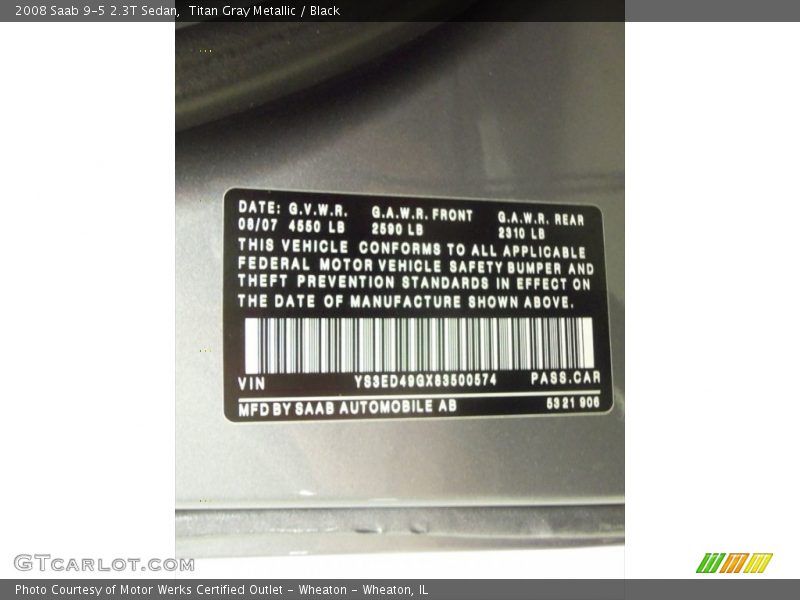 2008 Saab 9-5 2.3T Sedan,  Titan Gray Metallic / Black
DATE: G.V.W.R. G.A.W.R. FRONT G.A.W.R. REAR
08/07 4550 LB 2590 LB 2310 LB
THIS VEHICLE CONFORMS TO ALL APPLICABLE
FEDERAL MOTOR VEHICLE SAFETY BUMPER AND
THEFT PREVENTION STANDARDS IN EFFECT ON
THE DATE OF MANUFACTURE SHOWN ABOVE.
VIN YS3ED49GX83500574 PASS.CAR
MFD BY SAAB AUTOMOBILE AB 53 21 906
GTCARLOT.COM
Photo Courtesy of Motor Werks Certified Outlet - Wheaton - Wheaton, IL